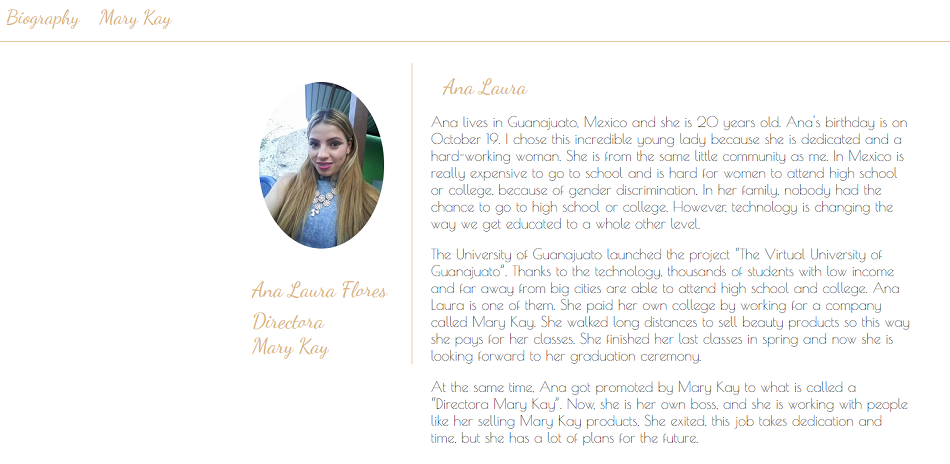 Biography Mary Kay
Ana Laura
Ana lives in Guanajuato, Mexico and she is 20 years old. Ana's birthday is on
October 19. I chose this incredible young lady because she is dedicated and a
hard-working woman. She is from the same little community as me. In Mexico is
really expensive to go to school and is hard for women to attend high school
or college, because of gender discrimination. In her family, nobody had the
chance to go to high school or college. However, technology is changing the
way we get educated to a whole other level.
The University of Guanajuato launched the project "The Virtual University of
Guanajuato". Thanks to the technology, thousands of students with low income
and far away from big cities are able to attend high school and college. Ana
Laura is one of them. She paid her own college by working for a company
called Mary Kay. She walked long distances to sell beauty products so this way
she pays for her classes. She finished her last classes in spring and now she is
looking forward to her graduation ceremony.
At the same time, Ana got promoted by Mary Kay to what is called a
"Directora Mary Kay". Now, she is her own boss, and she is working with people
like her selling Mary Kay products. She exited, this job takes dedication and
time, but she has a lot of plans for the future.
Ana Laura Flores
Directora
Mary Kay